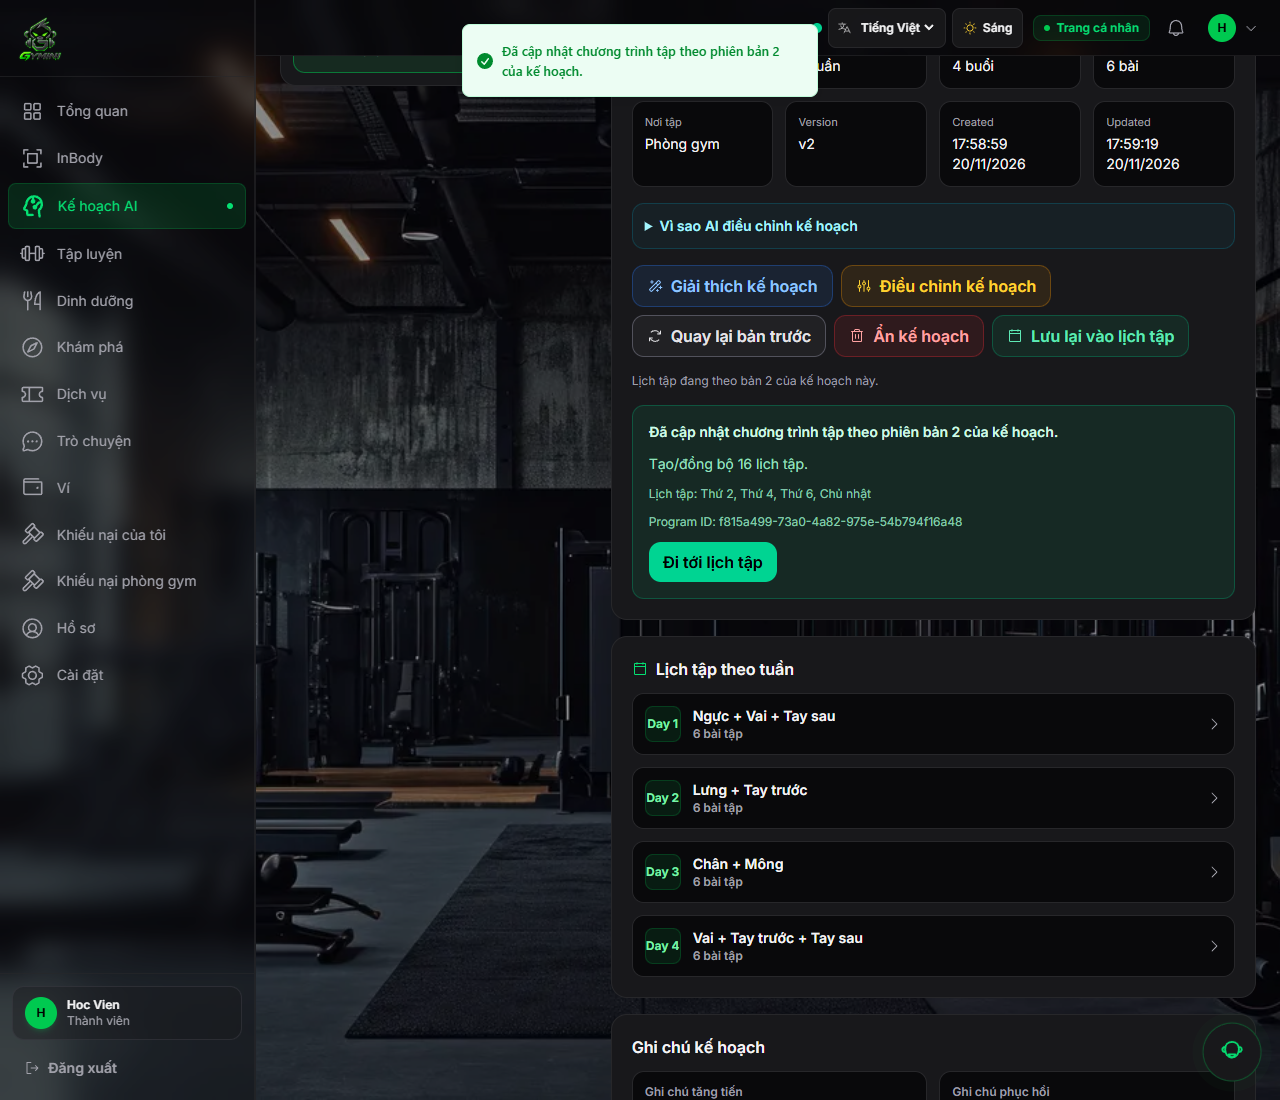 GYMINI
Tổng quan
InBody
Kế hoạch AI
Tập luyện
Dinh dưỡng
Khám phá
Dịch vụ
Trò chuyện
Ví
Khiếu nại của tôi
Khiếu nại phòng gym
Hồ sơ
Cài đặt
H
Hoc Vien
Thành viên
Đăng xuất
Đã cập nhật chương trình tập theo phiên bản 2
của kế hoạch.
Tiếng Việt
Sáng
Trang cá nhân
H
4 buổi
6 bài
Nơi tập
Phòng gym
Version
v2
Created
17:58:59
20/11/2026
Updated
17:59:19
20/11/2026
Vì sao AI điều chỉnh kế hoạch
Giải thích kế hoạch
Điều chỉnh kế hoạch
Quay lại bản trước
Ẩn kế hoạch
Lưu lại vào lịch tập
Lịch tập đang theo bản 2 của kế hoạch này.
Đã cập nhật chương trình tập theo phiên bản 2 của kế hoạch.
Tạo/đồng bộ 16 lịch tập.
Lịch tập: Thứ 2, Thứ 4, Thứ 6, Chủ nhật
Program ID: f815a499-73a0-4a82-975e-54b794f16a48
Đi tới lịch tập
Lịch tập theo tuần
Day 1
Ngực + Vai + Tay sau
6 bài tập
Day 2
Lưng + Tay trước
6 bài tập
Day 3
Chân + Mông
6 bài tập
Day 4
Vai + Tay trước + Tay sau
6 bài tập
Ghi chú kế hoạch
Ghi chú tăng tiến
Ghi chú phục hồi